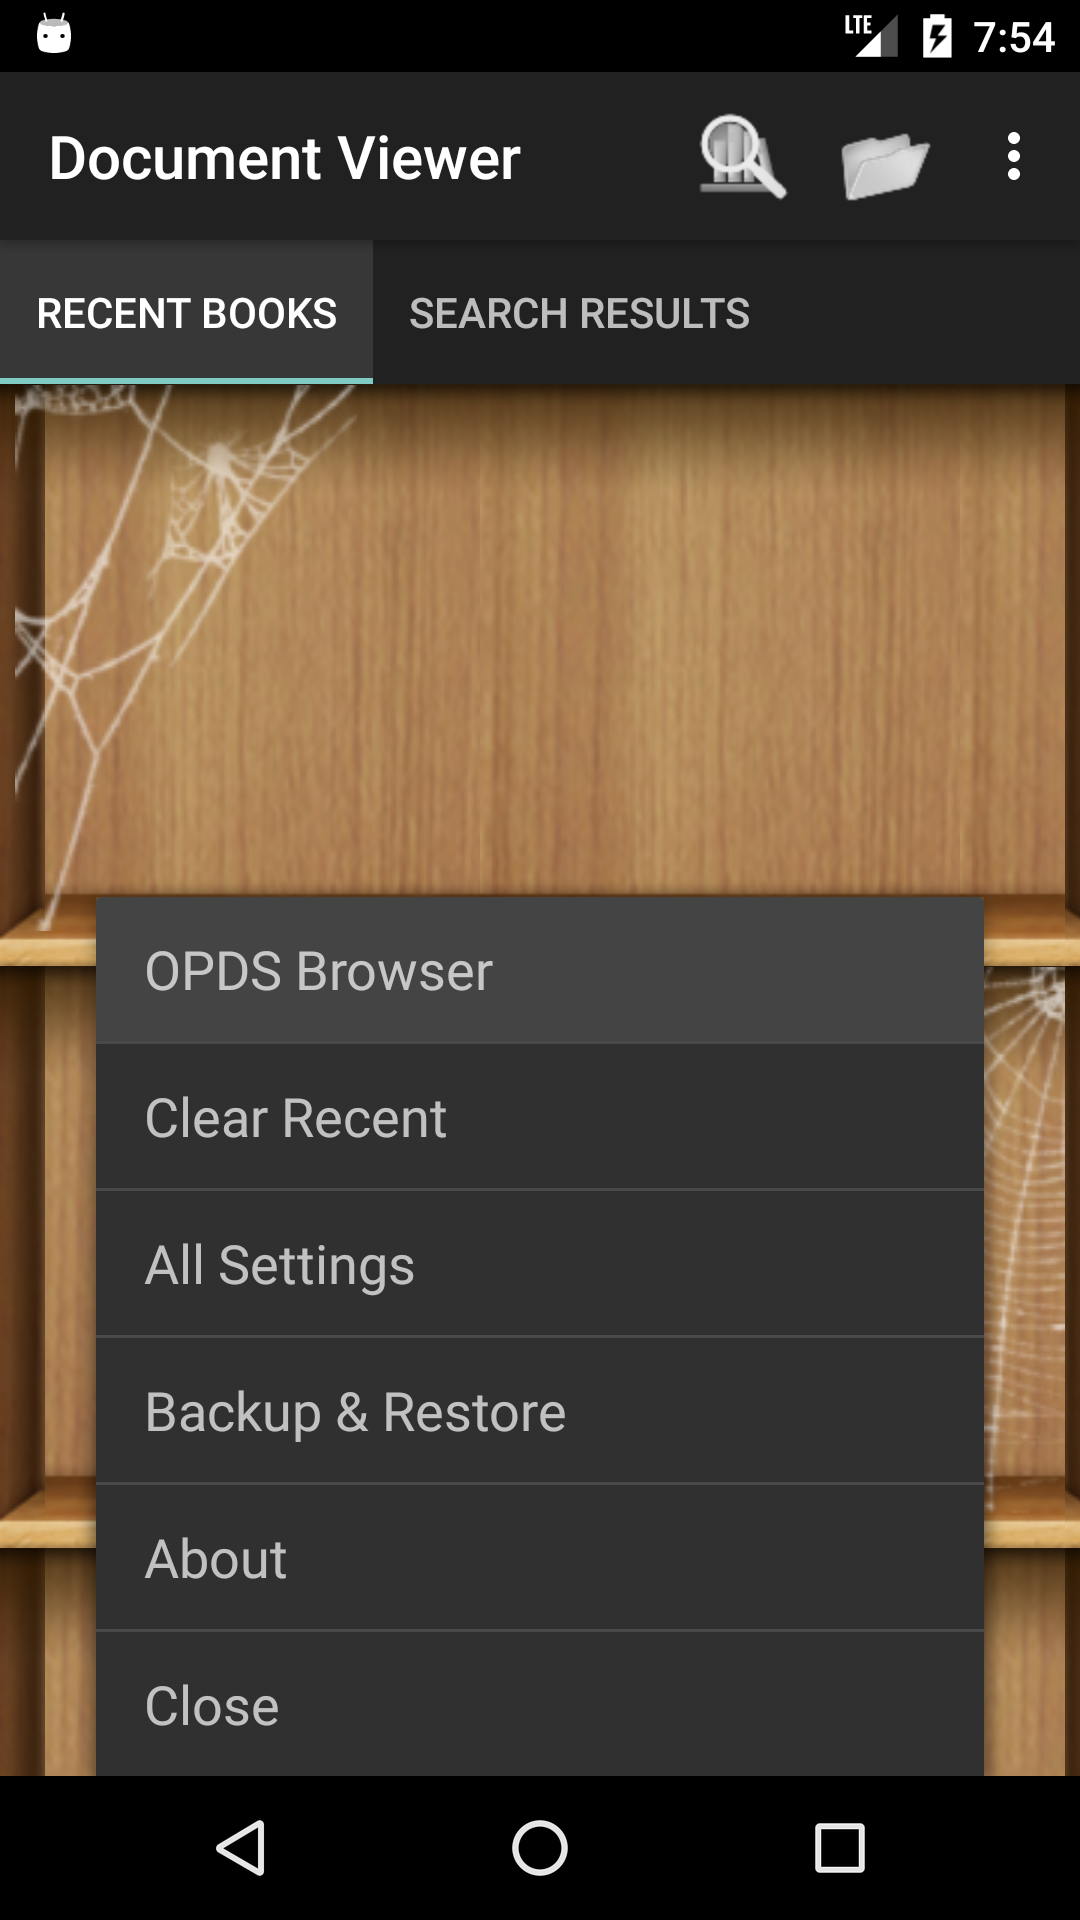 LTE 7:54
Document Viewer
RECENT BOOKS SEARCH RESULTS
OPDS Browser
Clear Recent
All Settings
Backup & Restore
About
Close